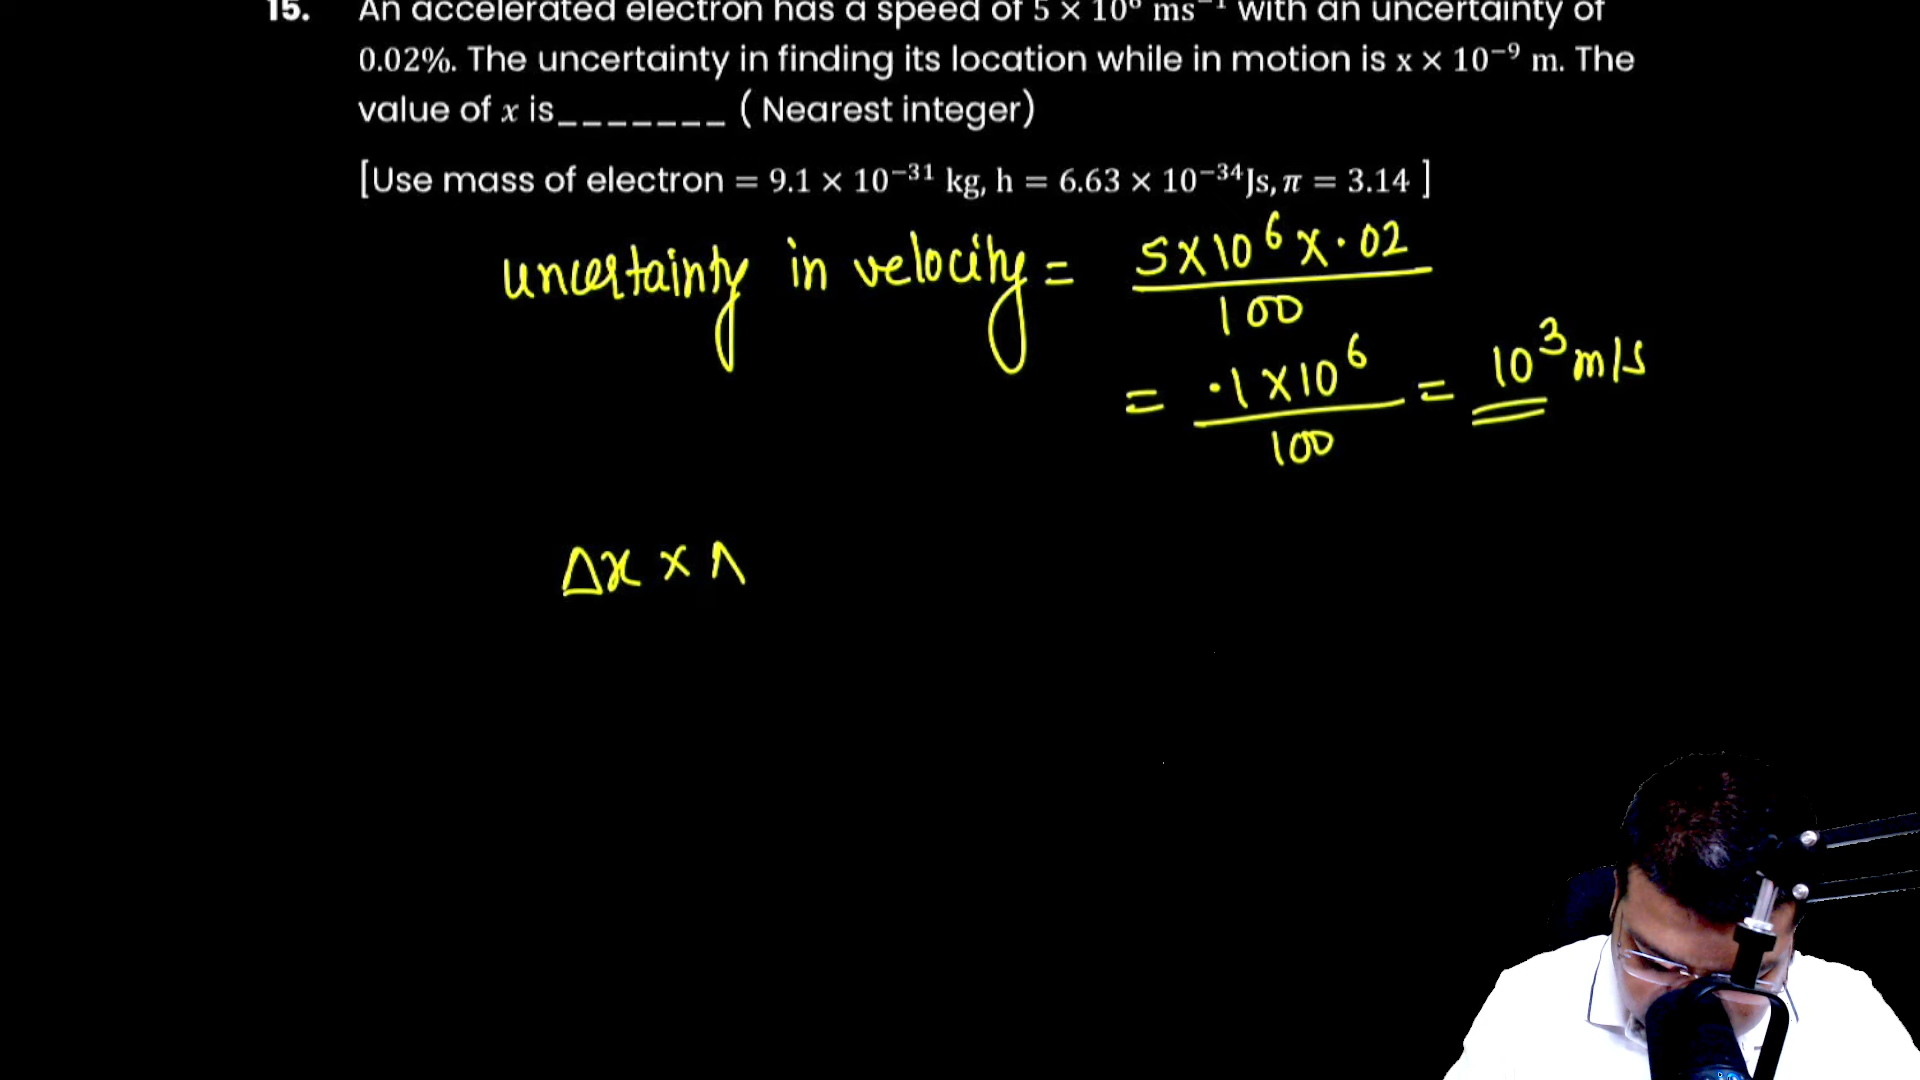 15. An accelerated electron has a speed of 5 × 10⁶ ms⁻¹ with an uncertainty of
0.02%. The uncertainty in finding its location while in motion is x × 10⁻⁹ m. The
value of x is_______ ( Nearest integer)
[Use mass of electron = 9.1 × 10⁻³¹ kg, h = 6.63 × 10⁻³⁴Js, π = 3.14 ]
uncertainty in velocity = 5×10⁶×.02
100
= .1×10⁶ = 10³ m/s
100
Δx × Λ